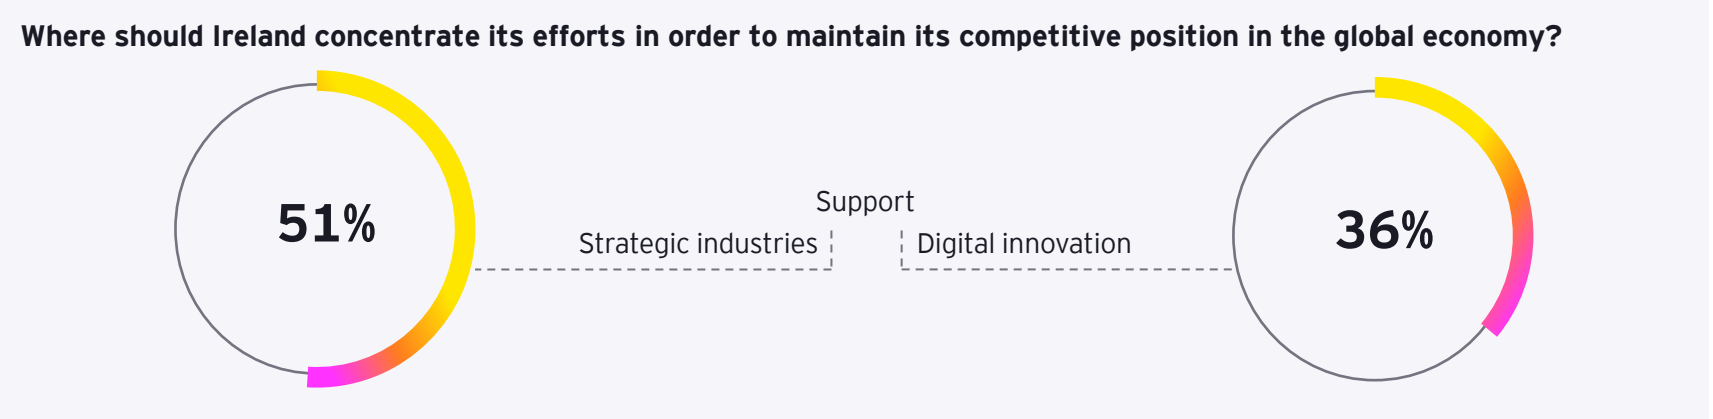 Where should Ireland concentrate its efforts in order to maintain its competitive position in the global economy?
51%
Support
Strategic industries
Digital innovation
36%